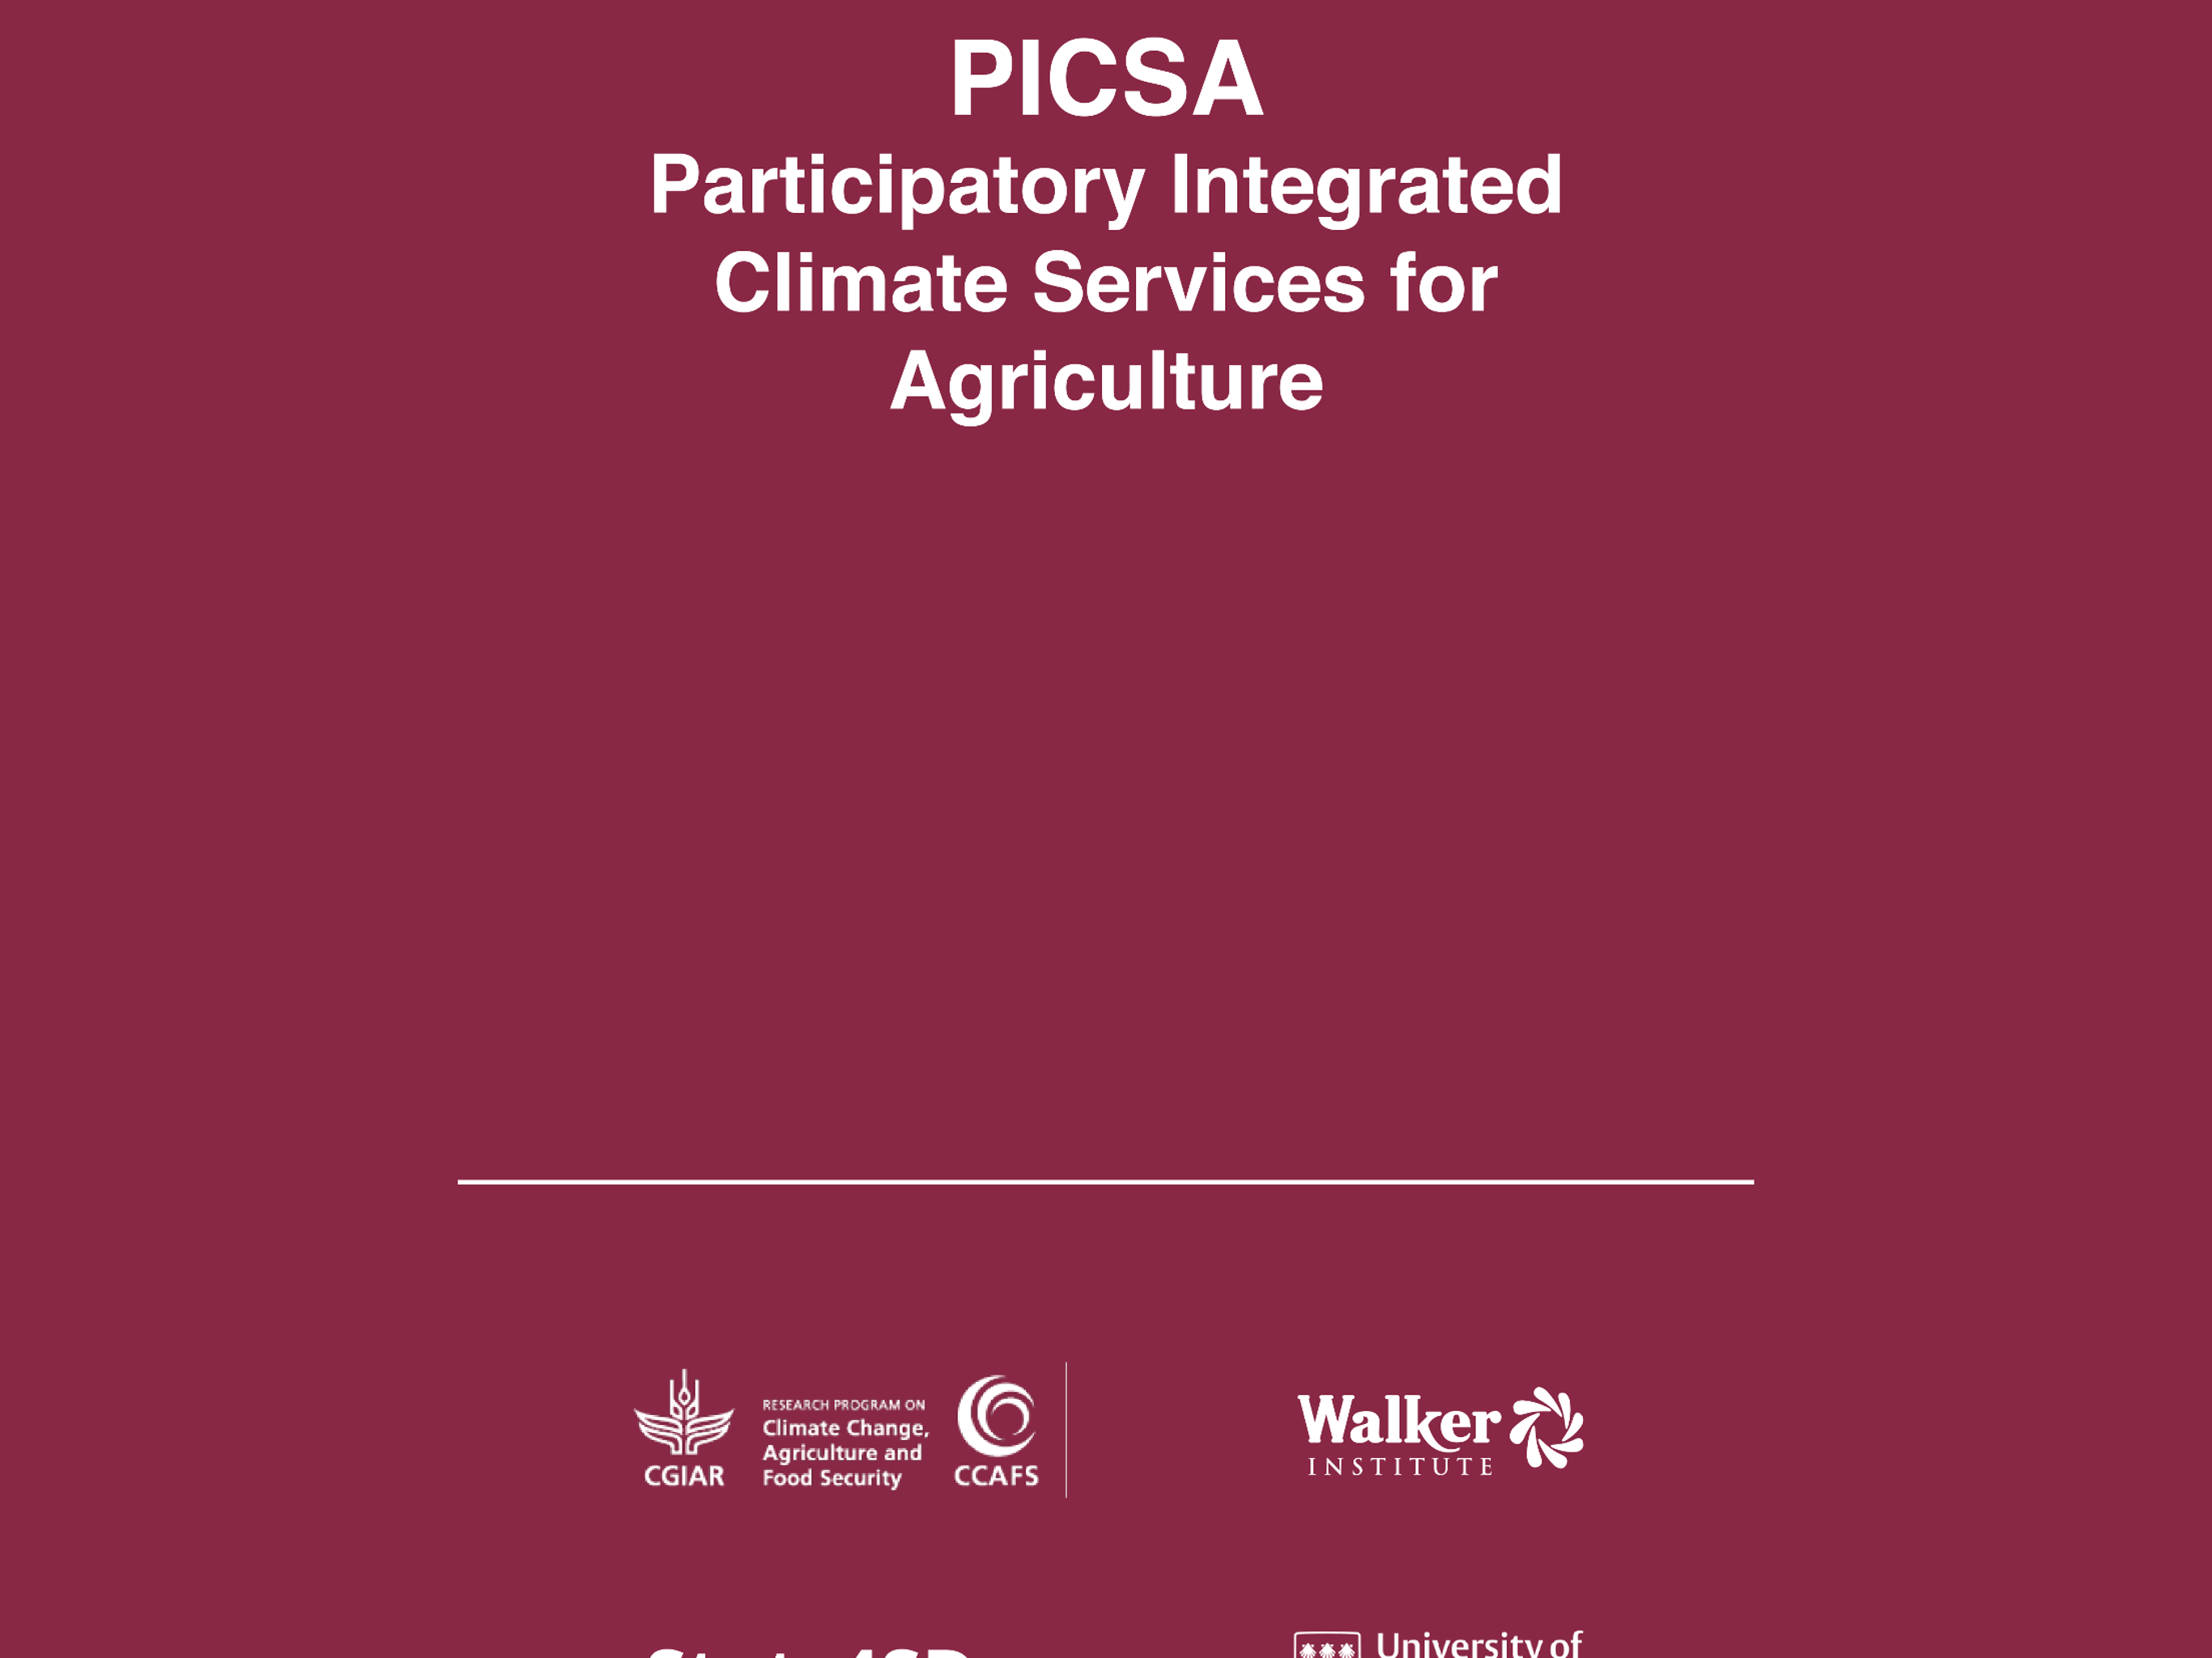 PICSA
Participatory Integrated
Climate Services for
Agriculture
RESEARCH PROGRAM ON
Climate Change,
Agriculture and
Food Security
CGIAR
CCAFS
Walker
INSTITUTE
University of